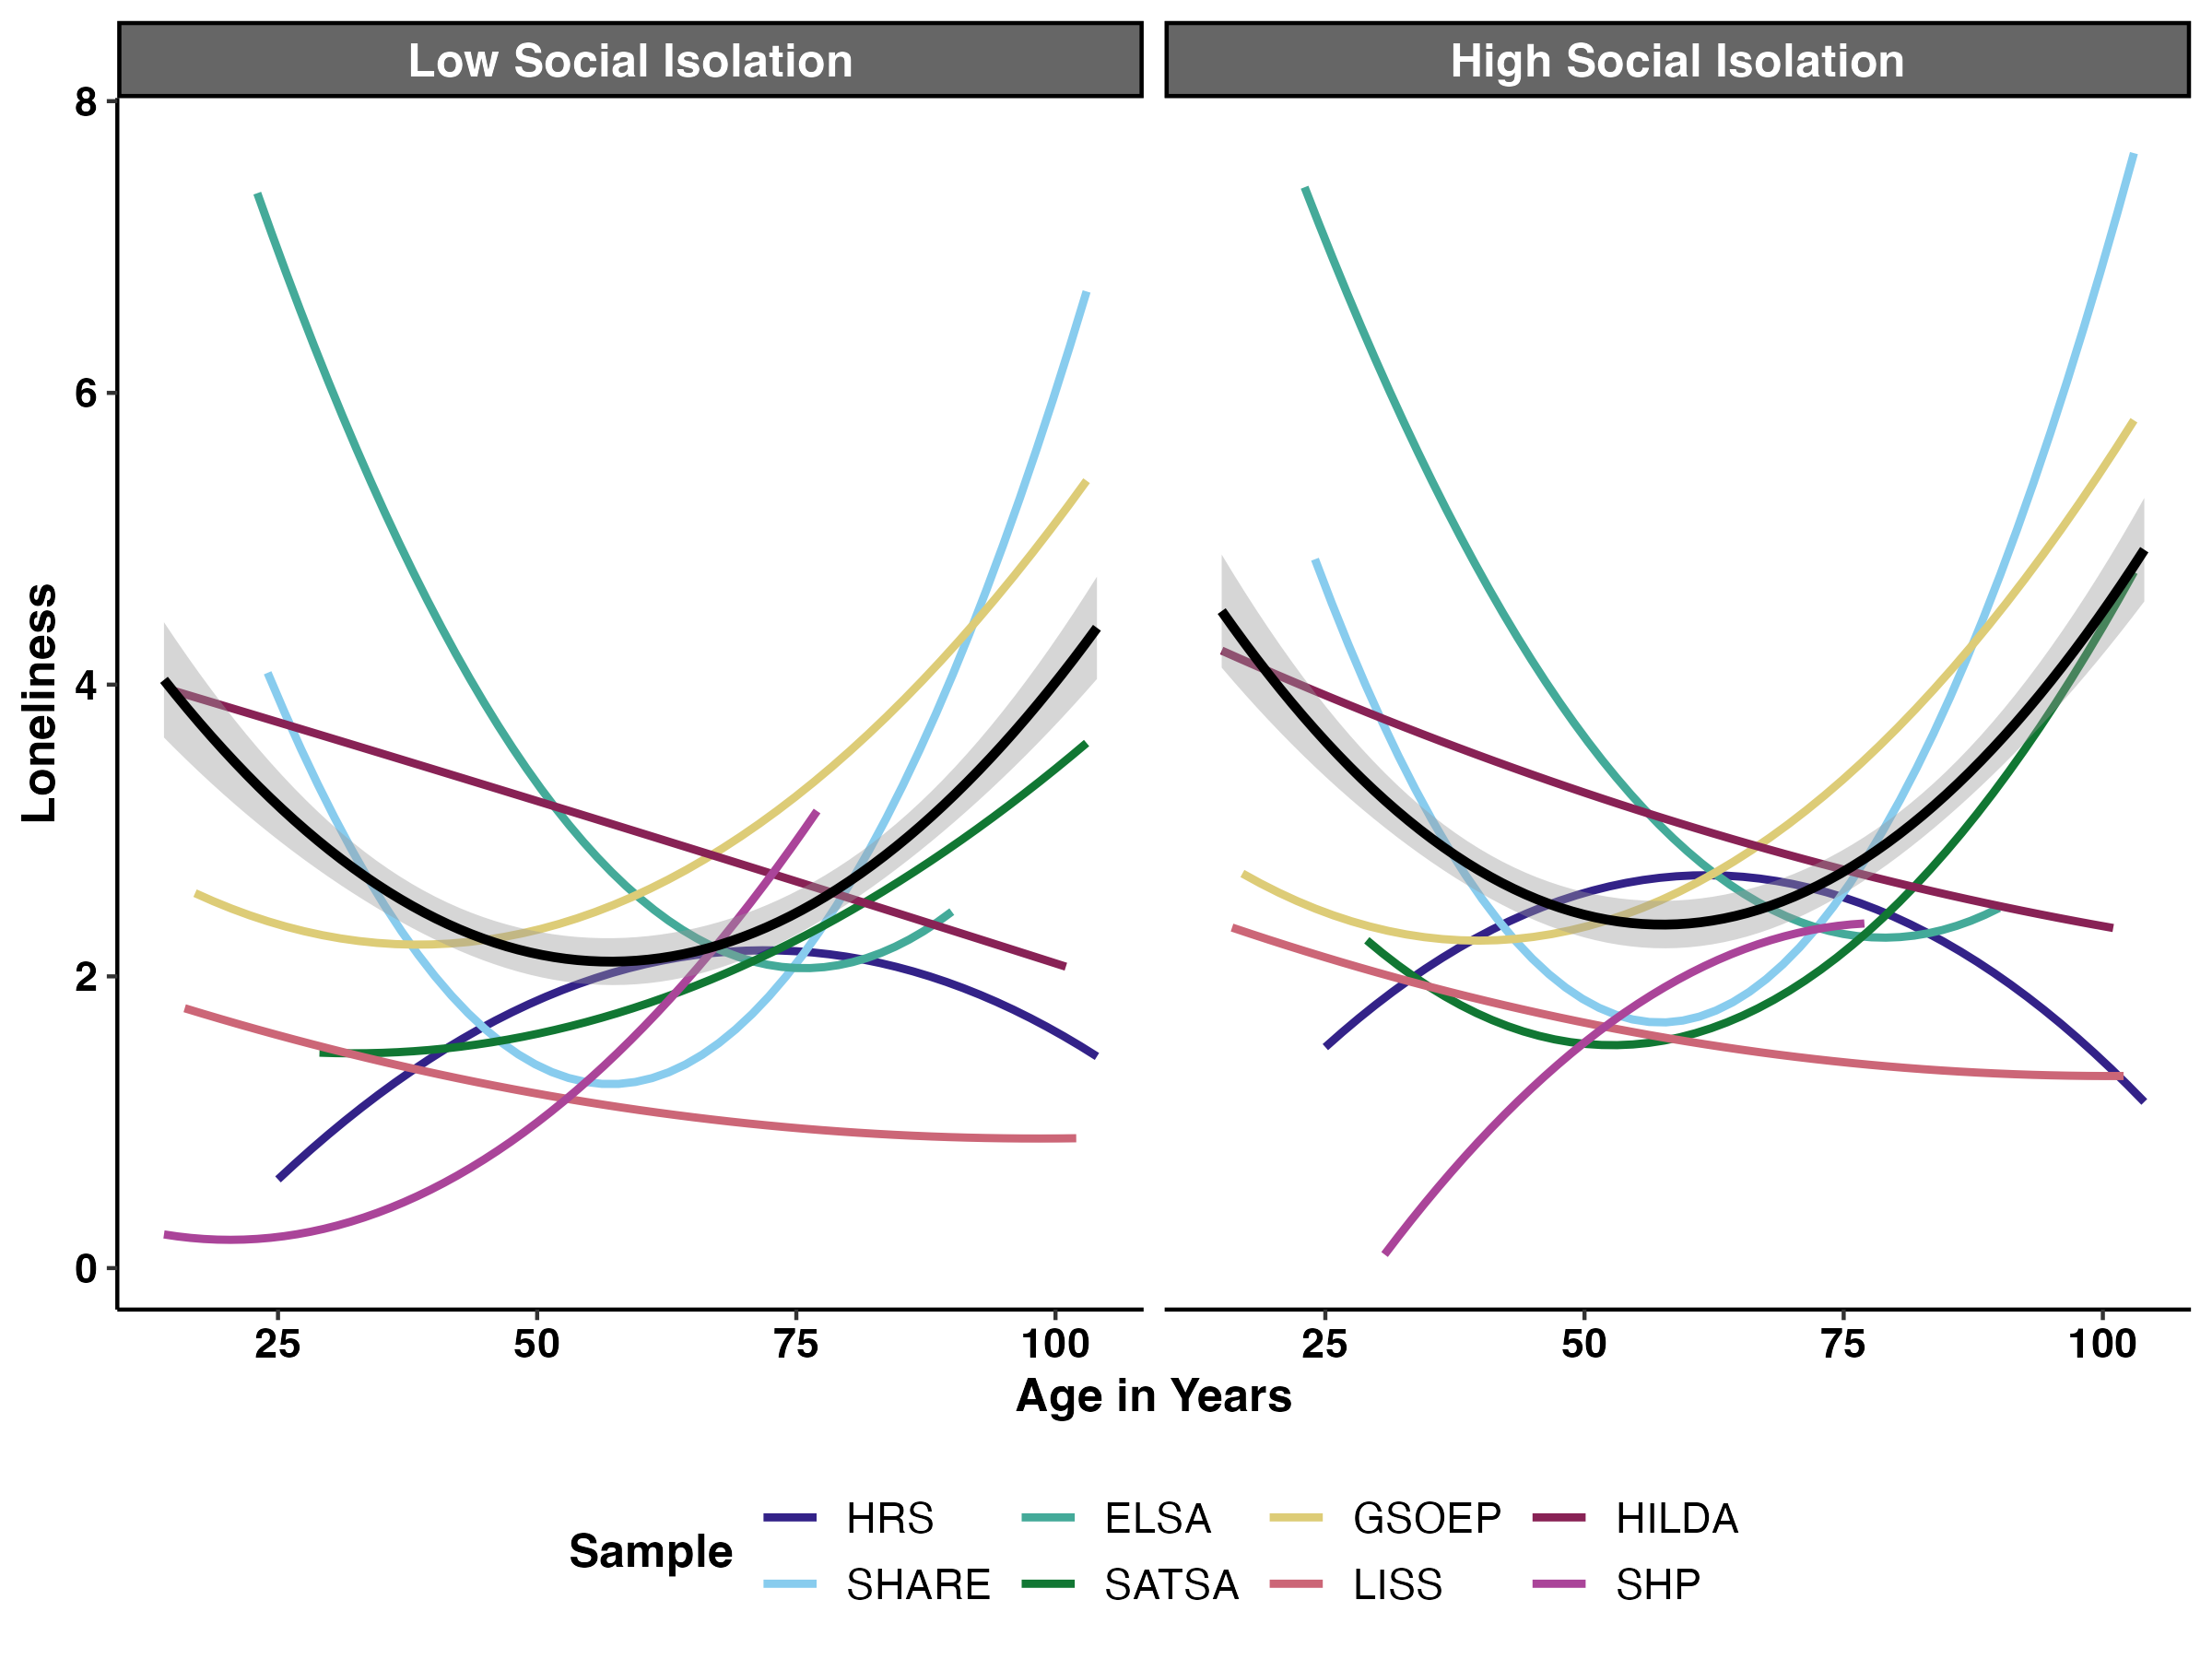 Low Social Isolation
High Social Isolation
8
6
4
2
0
Loneliness
25 50 75 100
25 50 75 100
Age in Years
Sample
HRS ELSA GSOEP HILDA
SHARE SATSA LISS SHP